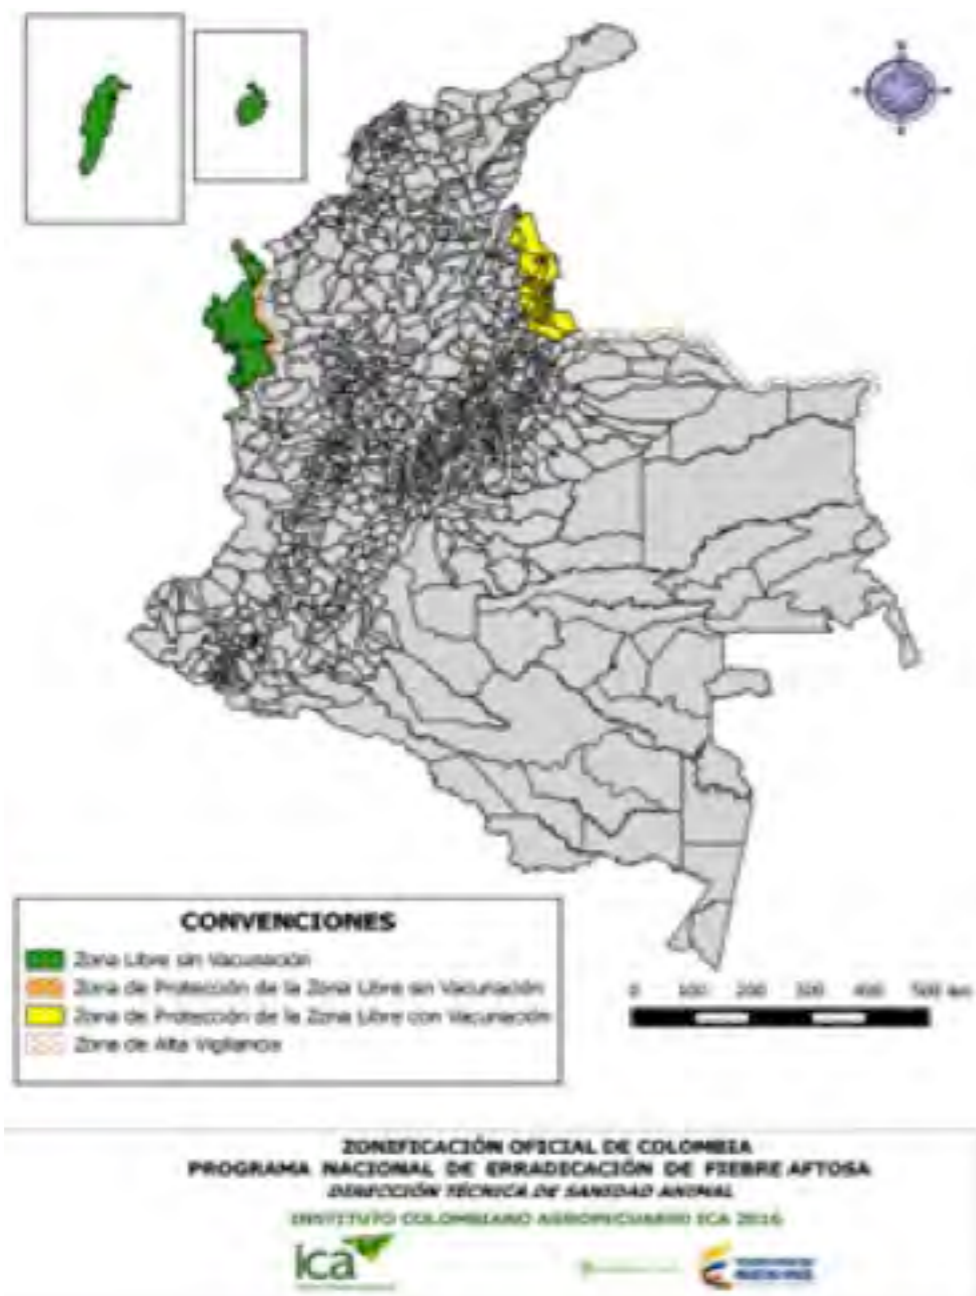 CONVENCIONES
Zona Libre sin Vacunación
Zona de Protección de la Zona Libre sin Vacunación
Zona de Protección de la Zona Libre con Vacunación
Zona de Alta Vigilancia
0 100 200 300 400 500 km
ZONIFICACIÓN OFICIAL DE COLOMBIA
PROGRAMA NACIONAL DE ERRADICACIÓN DE FIEBRE AFTOSA
DIRECCIÓN TÉCNICA DE SANIDAD ANIMAL
INSTITUTO COLOMBIANO AGROPECUARIO ICA 2016
ica